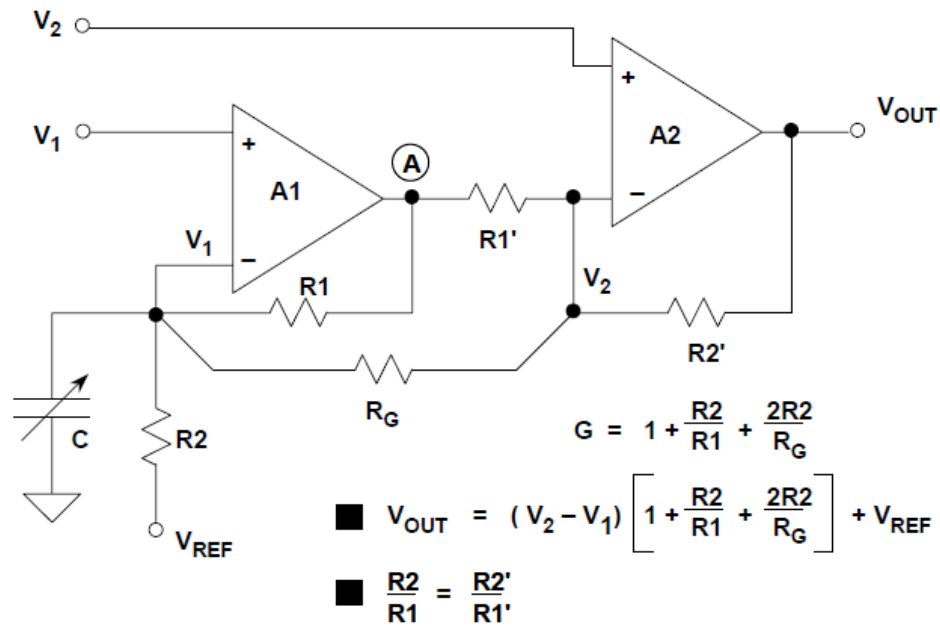 V2
+
A2
VOUT
V1
+
A
A1
R1'
−
V1
−
R1
V2
R2'
RG
C
R2
G = 1 + R2/R1 + 2R2/RG
VREF
■ VOUT = ( V2 – V1) [ 1 + R2/R1 + 2R2/RG ] + VREF
■ R2/R1 = R2'/R1'